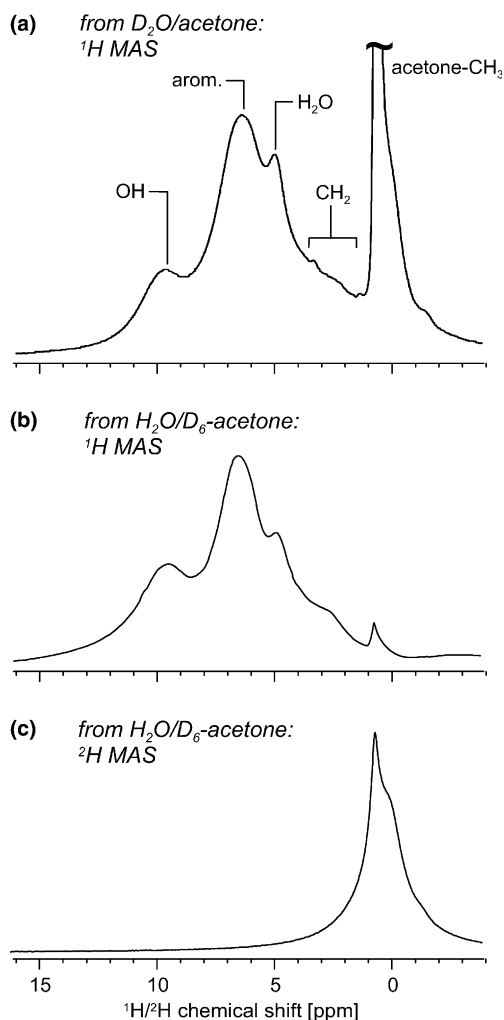 (a) from D₂O/acetone:
¹H MAS
acetone-CH₃
arom.
H₂O
OH
CH₂
(b) from H₂O/D₆-acetone:
¹H MAS
(c) from H₂O/D₆-acetone:
²H MAS
15 10 5 0
¹H/²H chemical shift [ppm]